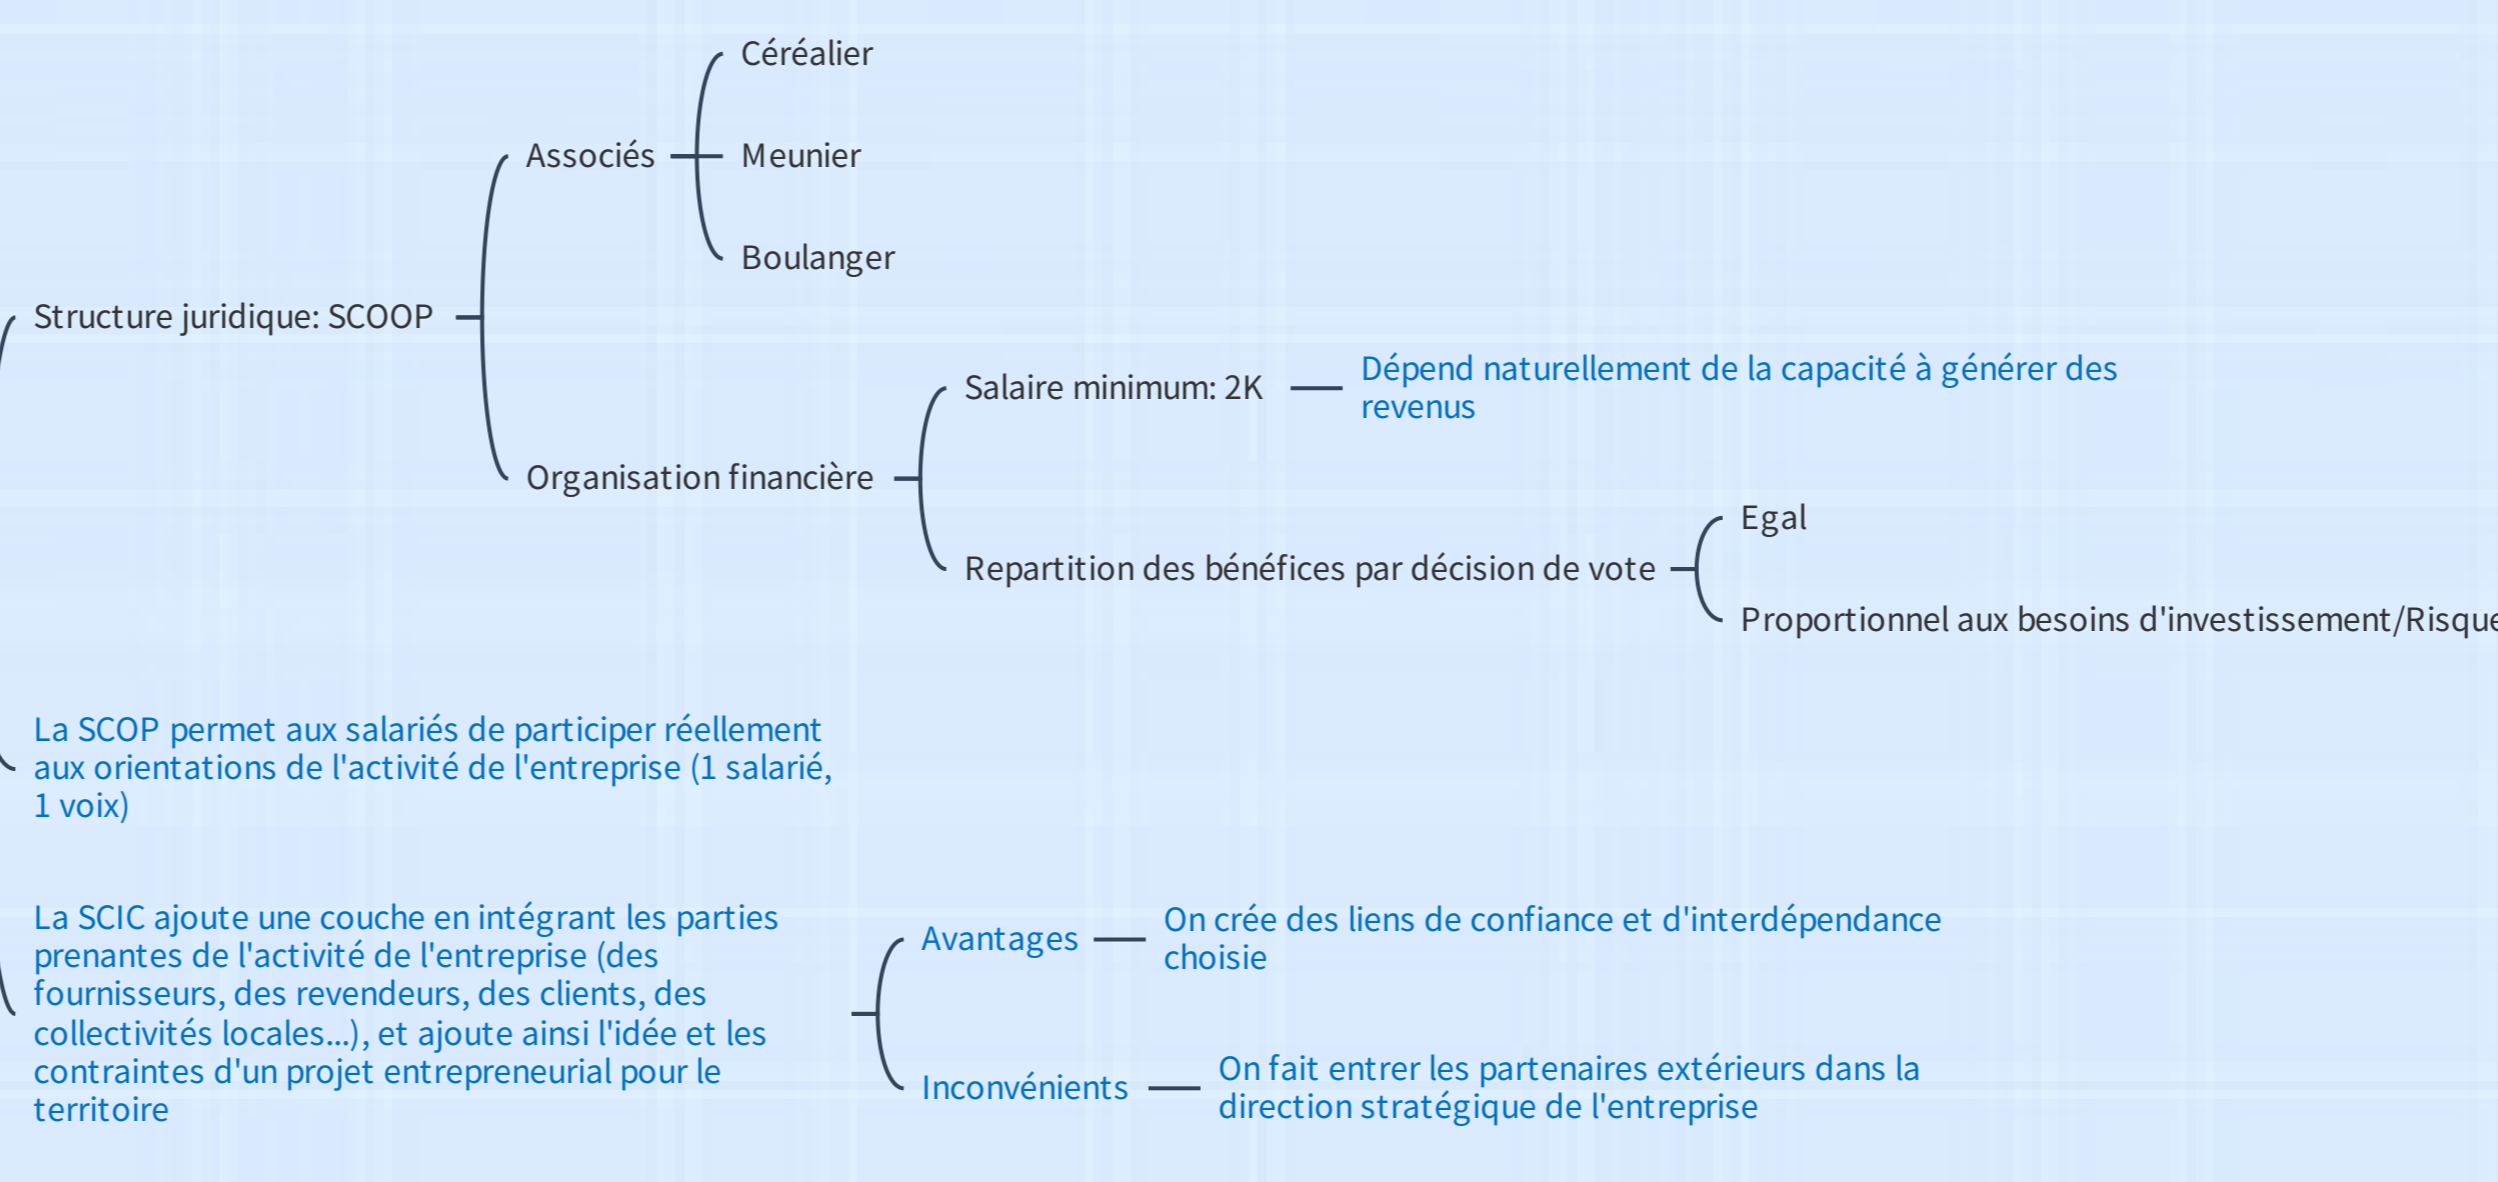 Céréalier
Associés
Meunier
Boulanger
Structure juridique: SCOOP
Salaire minimum: 2K
Dépend naturellement de la capacité à générer des
revenus
Organisation financière
Egal
Repartition des bénéfices par décision de vote
Proportionnel aux besoins d'investissement/Risque
La SCOP permet aux salariés de participer réellement
aux orientations de l'activité de l'entreprise (1 salarié,
1 voix)
La SCIC ajoute une couche en intégrant les parties
prenantes de l'activité de l'entreprise (des
fournisseurs, des revendeurs, des clients, des
collectivités locales...), et ajoute ainsi l'idée et les
contraintes d'un projet entrepreneurial pour le
territoire
Avantages
On crée des liens de confiance et d'interdépendance
choisie
Inconvénients
On fait entrer les partenaires extérieurs dans la
direction stratégique de l'entreprise